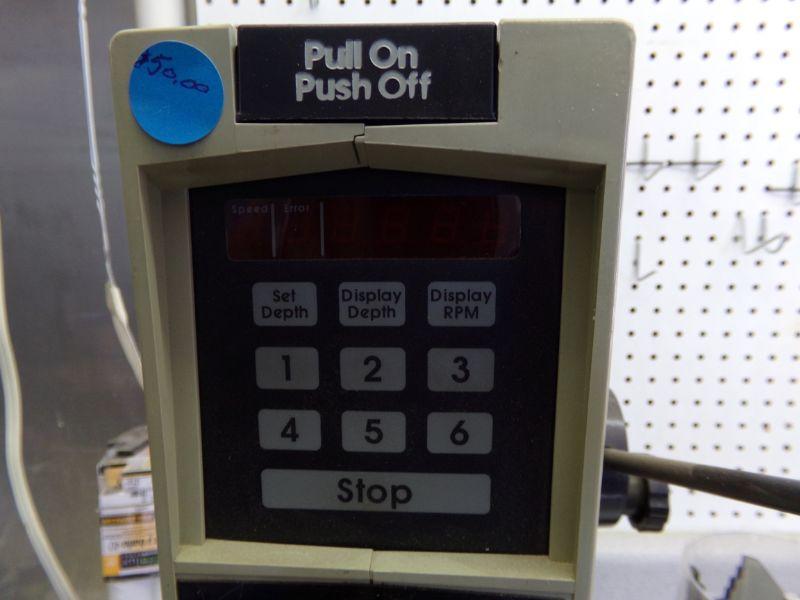 $50.00
Pull On
Push Off
Speed Error
Set Depth
Display Depth
Display RPM
1 2 3
4 5 6
Stop